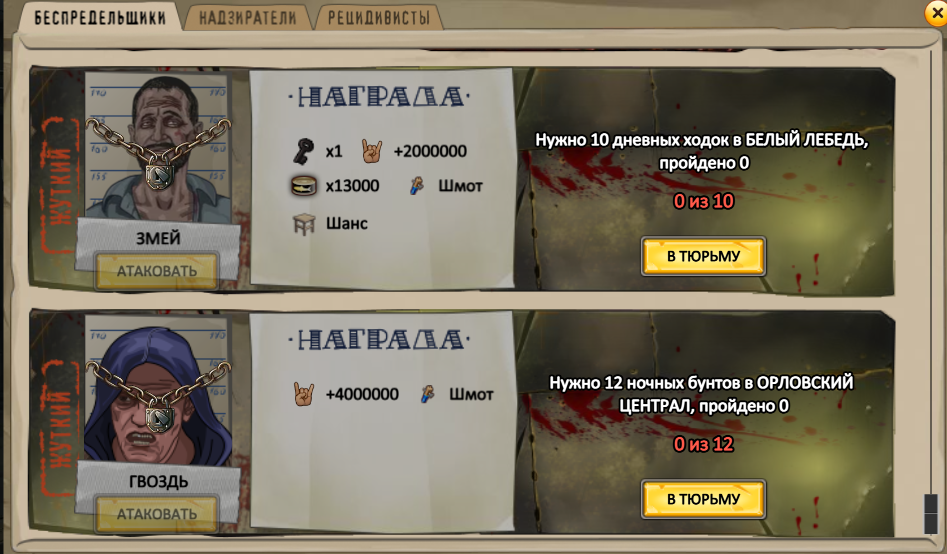 БЕСПРЕДЕЛЬЩИКИ НАДЗИРАТЕЛИ РЕЦИДИВИСТЫ
·НАГРАДА·
ЖУТКИЙ
x1 +2000000
x13000 Шмот
Шанс
ЗМЕЙ
АТАКОВАТЬ
Нужно 10 дневных ходок в БЕЛЫЙ ЛЕБЕДЬ,
пройдено 0
0 из 10
В ТЮРЬМУ
·НАГРАДА·
ЖУТКИЙ
+4000000 Шмот
ГВОЗДЬ
АТАКОВАТЬ
Нужно 12 ночных бунтов в ОРЛОВСКИЙ
ЦЕНТРАЛ, пройдено 0
0 из 12
В ТЮРЬМУ